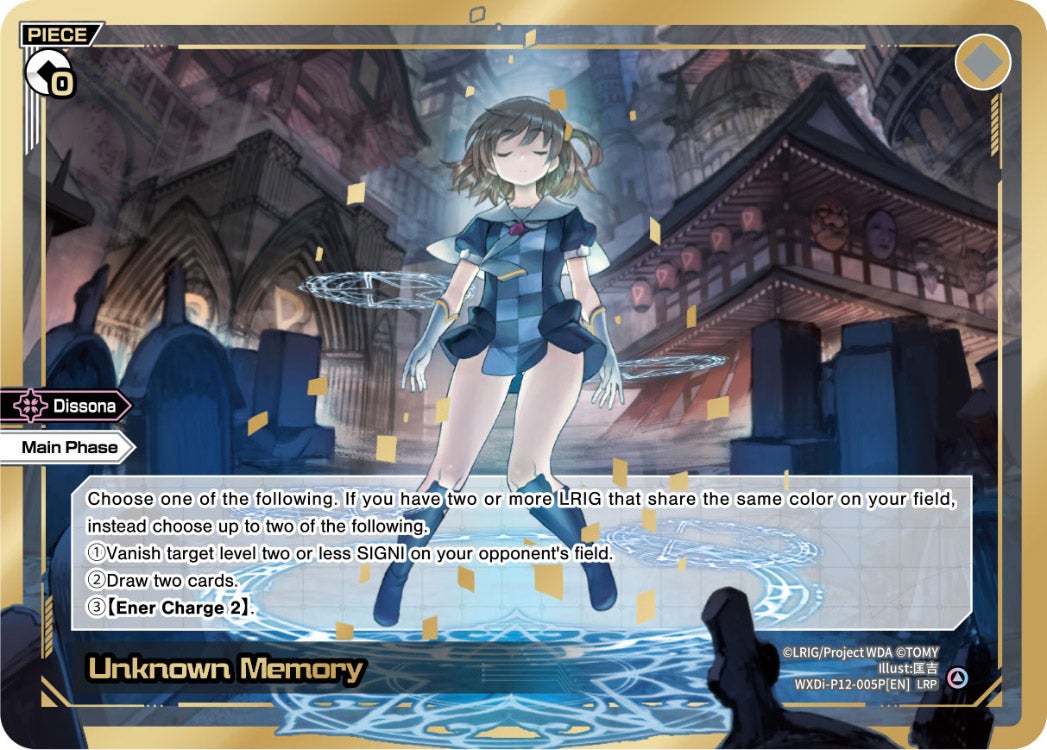 PIECE
0
Dissona
Main Phase
Choose one of the following. If you have two or more LRIG that share the same color on your field,
instead choose up to two of the following.
①Vanish target level two or less SIGNI on your opponent's field.
②Draw two cards.
③【Ener Charge 2】.
Unknown Memory
©LRIG/Project WDA ©TOMY
Illust:匡吉
WXDi-P12-005P[EN] LRP